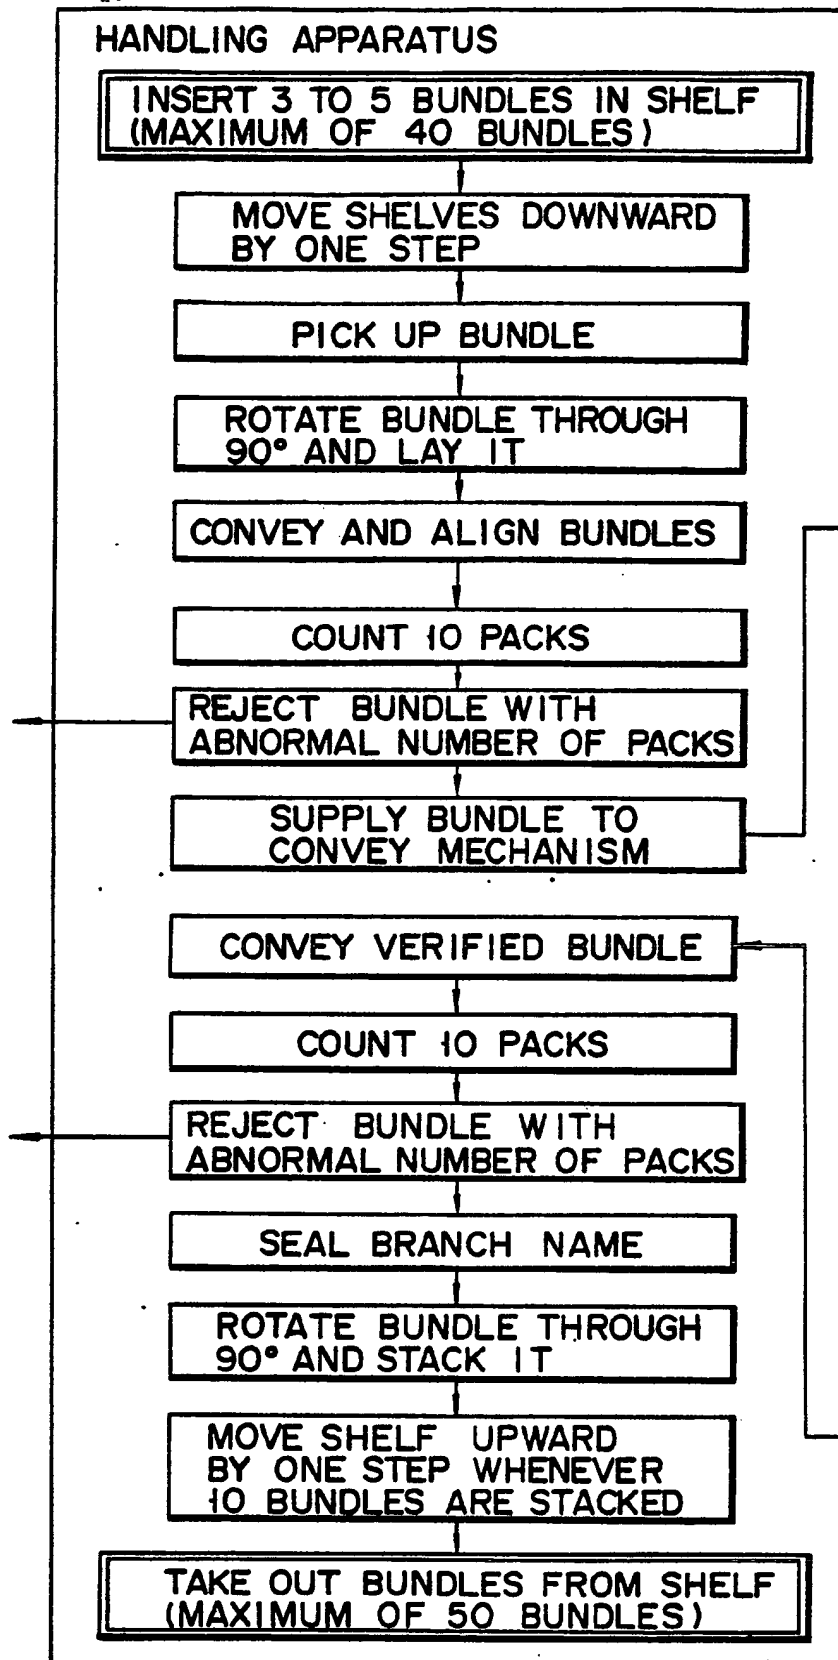 HANDLING APPARATUS
INSERT 3 TO 5 BUNDLES IN SHELF
(MAXIMUM OF 40 BUNDLES)
MOVE SHELVES DOWNWARD
BY ONE STEP
PICK UP BUNDLE
ROTATE BUNDLE THROUGH
90° AND LAY IT
CONVEY AND ALIGN BUNDLES
COUNT 10 PACKS
REJECT BUNDLE WITH
ABNORMAL NUMBER OF PACKS
SUPPLY BUNDLE TO
CONVEY MECHANISM
CONVEY VERIFIED BUNDLE
COUNT 10 PACKS
REJECT BUNDLE WITH
ABNORMAL NUMBER OF PACKS
SEAL BRANCH NAME
ROTATE BUNDLE THROUGH
90° AND STACK IT
MOVE SHELF UPWARD
BY ONE STEP WHENEVER
10 BUNDLES ARE STACKED
TAKE OUT BUNDLES FROM SHELF
(MAXIMUM OF 50 BUNDLES)